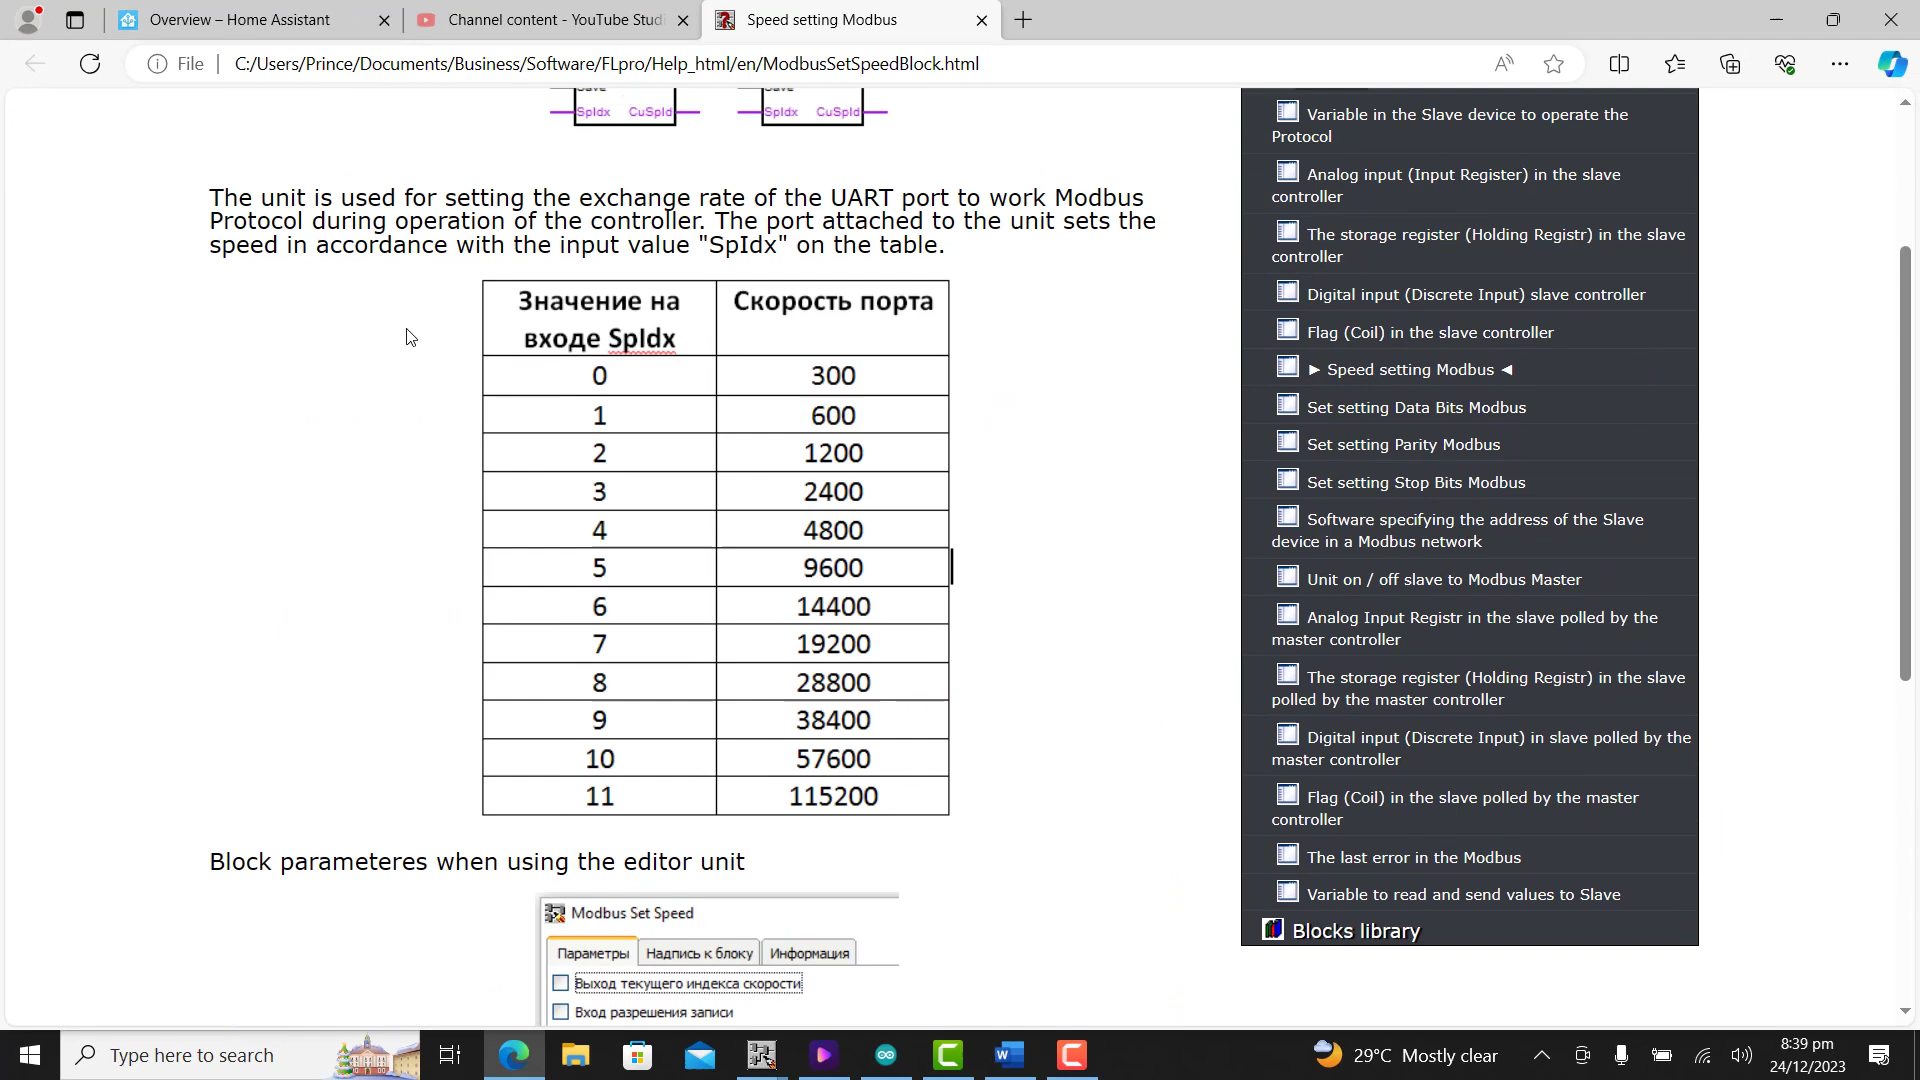 Overview – Home Assistant
Channel content - YouTube Studi
Speed setting Modbus
File
C:/Users/Prince/Documents/Business/Software/FLpro/Help_html/en/ModbusSetSpeedBlock.html
SpIdx CuSpId
SpIdx CuSpId
The unit is used for setting the exchange rate of the UART port to work Modbus
Protocol during operation of the controller. The port attached to the unit sets the
speed in accordance with the input value "SpIdx" on the table.
Значение на
входе SpIdx
Скорость порта
0 300
1 600
2 1200
3 2400
4 4800
5 9600
6 14400
7 19200
8 28800
9 38400
10 57600
11 115200
Block parameteres when using the editor unit
Modbus Set Speed
Параметры Надпись к блоку Информация
Выход текущего индекса скорости
Вход разрешения записи
Variable in the Slave device to operate the
Protocol
Analog input (Input Register) in the slave
controller
The storage register (Holding Registr) in the slave
controller
Digital input (Discrete Input) slave controller
Flag (Coil) in the slave controller
► Speed setting Modbus ◄
Set setting Data Bits Modbus
Set setting Parity Modbus
Set setting Stop Bits Modbus
Software specifying the address of the Slave
device in a Modbus network
Unit on / off slave to Modbus Master
Analog Input Registr in the slave polled by the
master controller
The storage register (Holding Registr) in the slave
polled by the master controller
Digital input (Discrete Input) in slave polled by the
master controller
Flag (Coil) in the slave polled by the master
controller
The last error in the Modbus
Variable to read and send values to Slave
Blocks library
Type here to search
29°C Mostly clear
8:39 pm
24/12/2023